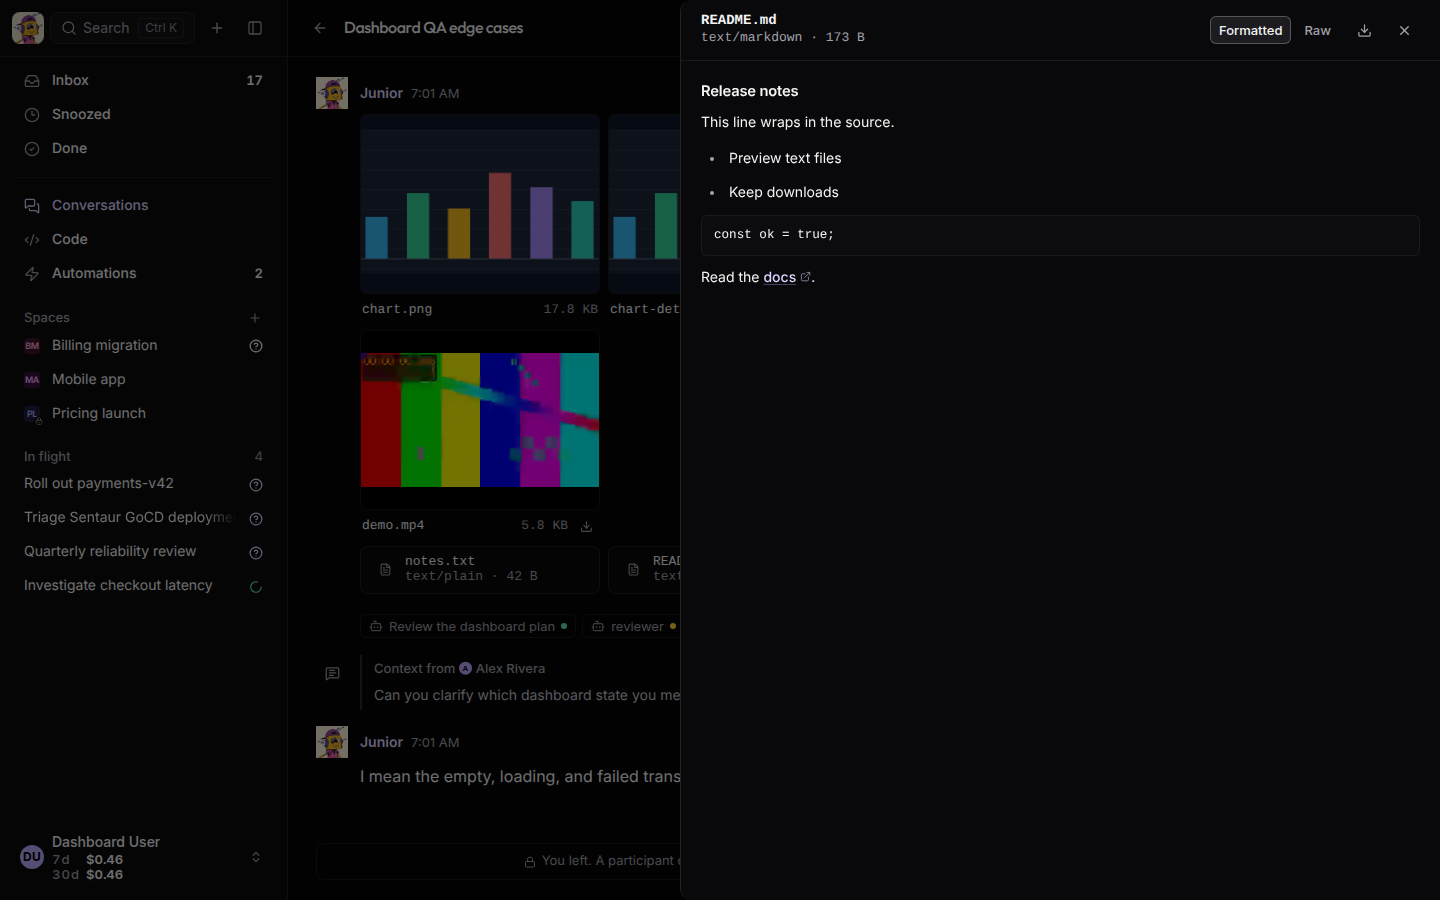 Search Ctrl K
Inbox 17
Snoozed
Done
Conversations
Code
Automations 2
Spaces
BM Billing migration
MA Mobile app
PL Pricing launch
In flight 4
Roll out payments-v42
Triage Sentaur GoCD deployme
Quarterly reliability review
Investigate checkout latency
DU Dashboard User
7d $0.46
30d $0.46
Dashboard QA edge cases
Junior 7:01 AM
chart.png 17.8 KB
chart-det
demo.mp4 5.8 KB
notes.txt
text/plain · 42 B
READ
text
Review the dashboard plan
reviewer
Context from A Alex Rivera
Can you clarify which dashboard state you me
Junior 7:01 AM
I mean the empty, loading, and failed trans
You left. A participant
README.md
text/markdown · 173 B
Formatted Raw
Release notes
This line wraps in the source.
• Preview text files
• Keep downloads
const ok = true;
Read the docs.